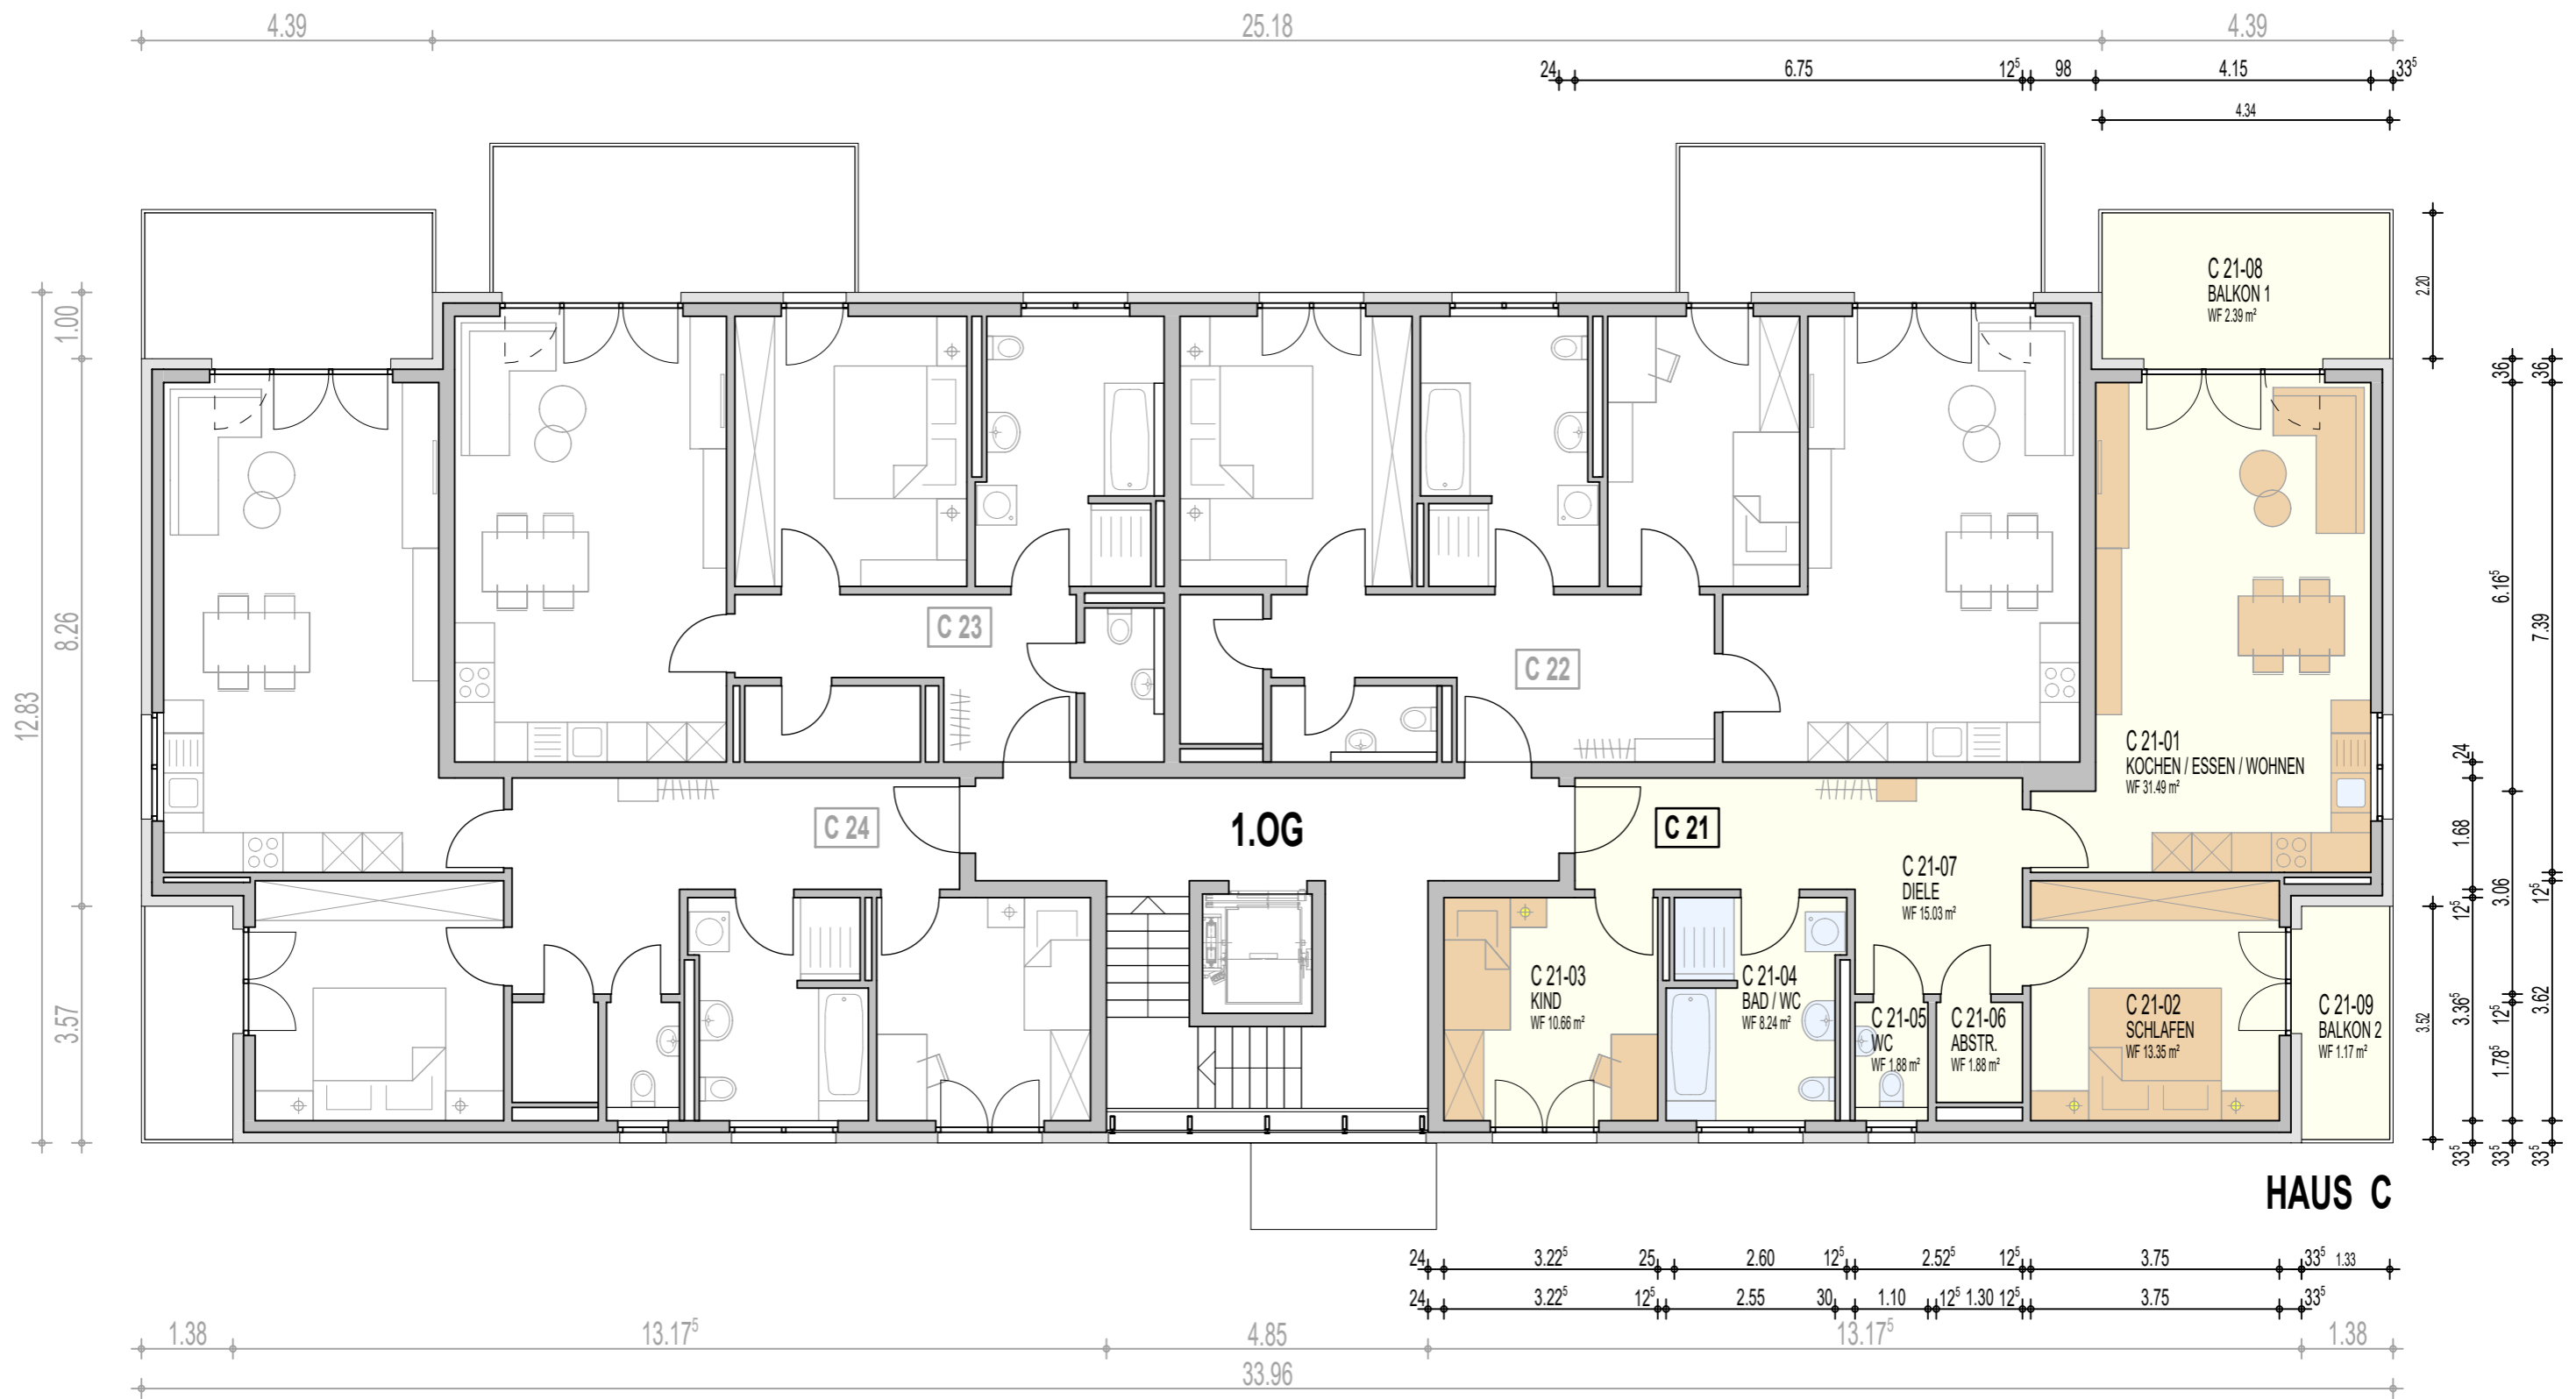 4.39 25.18 4.39
24 6.75 12⁵ 98 4.15 33⁵
4.34
C 21-08
BALKON 1
WF 2.39 m²
2.20
1.00
8.26
12.83
3.57
36
36
6.16⁵
7.39
24
1.68
12⁵
3.06
12⁵
3.36⁵
12⁵
3.62
1.78⁵
3.52
33⁵
33⁵
33⁵
C 23
C 22
C 21-01
KOCHEN / ESSEN / WOHNEN
WF 31.49 m²
C 24
1.OG
C 21
C 21-07
DIELE
WF 15.03 m²
C 21-03
KIND
WF 10.66 m²
C 21-04
BAD / WC
WF 8.24 m²
C 21-05
WC
WF 1.88 m²
C 21-06
ABSTR.
WF 1.88 m²
C 21-02
SCHLAFEN
WF 13.35 m²
C 21-09
BALKON 2
WF 1.17 m²
HAUS C
24 3.22⁵ 25 2.60 12⁵ 2.52⁵ 12⁵ 3.75 33⁵ 1.33
24 3.22⁵ 12⁵ 2.55 30 1.10 12⁵ 1.30 12⁵ 3.75 33⁵
1.38 13.17⁵ 4.85 13.17⁵ 1.38
33.96